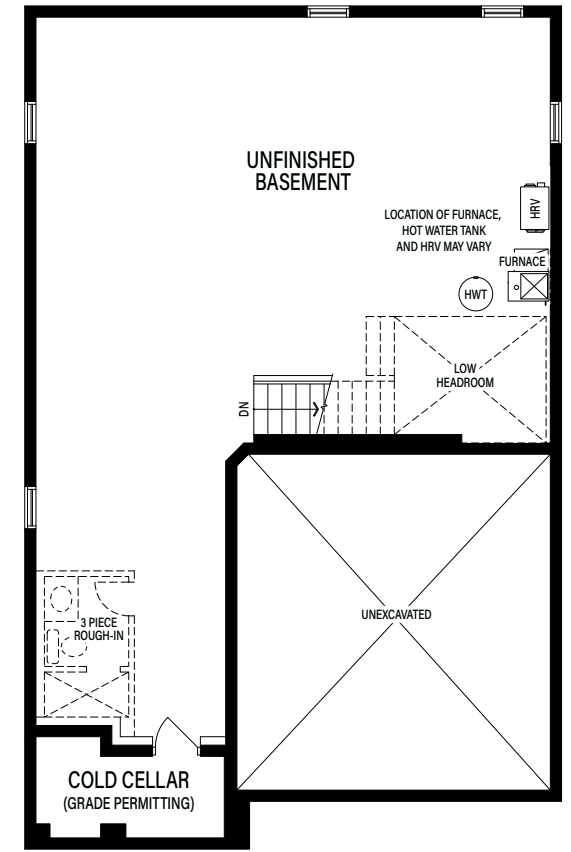 UNFINISHED
BASEMENT
HRV
LOCATION OF FURNACE,
HOT WATER TANK
AND HRV MAY VARY
FURNACE
HWT
LOW
HEADROOM
DN
UNEXCAVATED
3 PIECE
ROUGH-IN
COLD CELLAR
(GRADE PERMITTING)